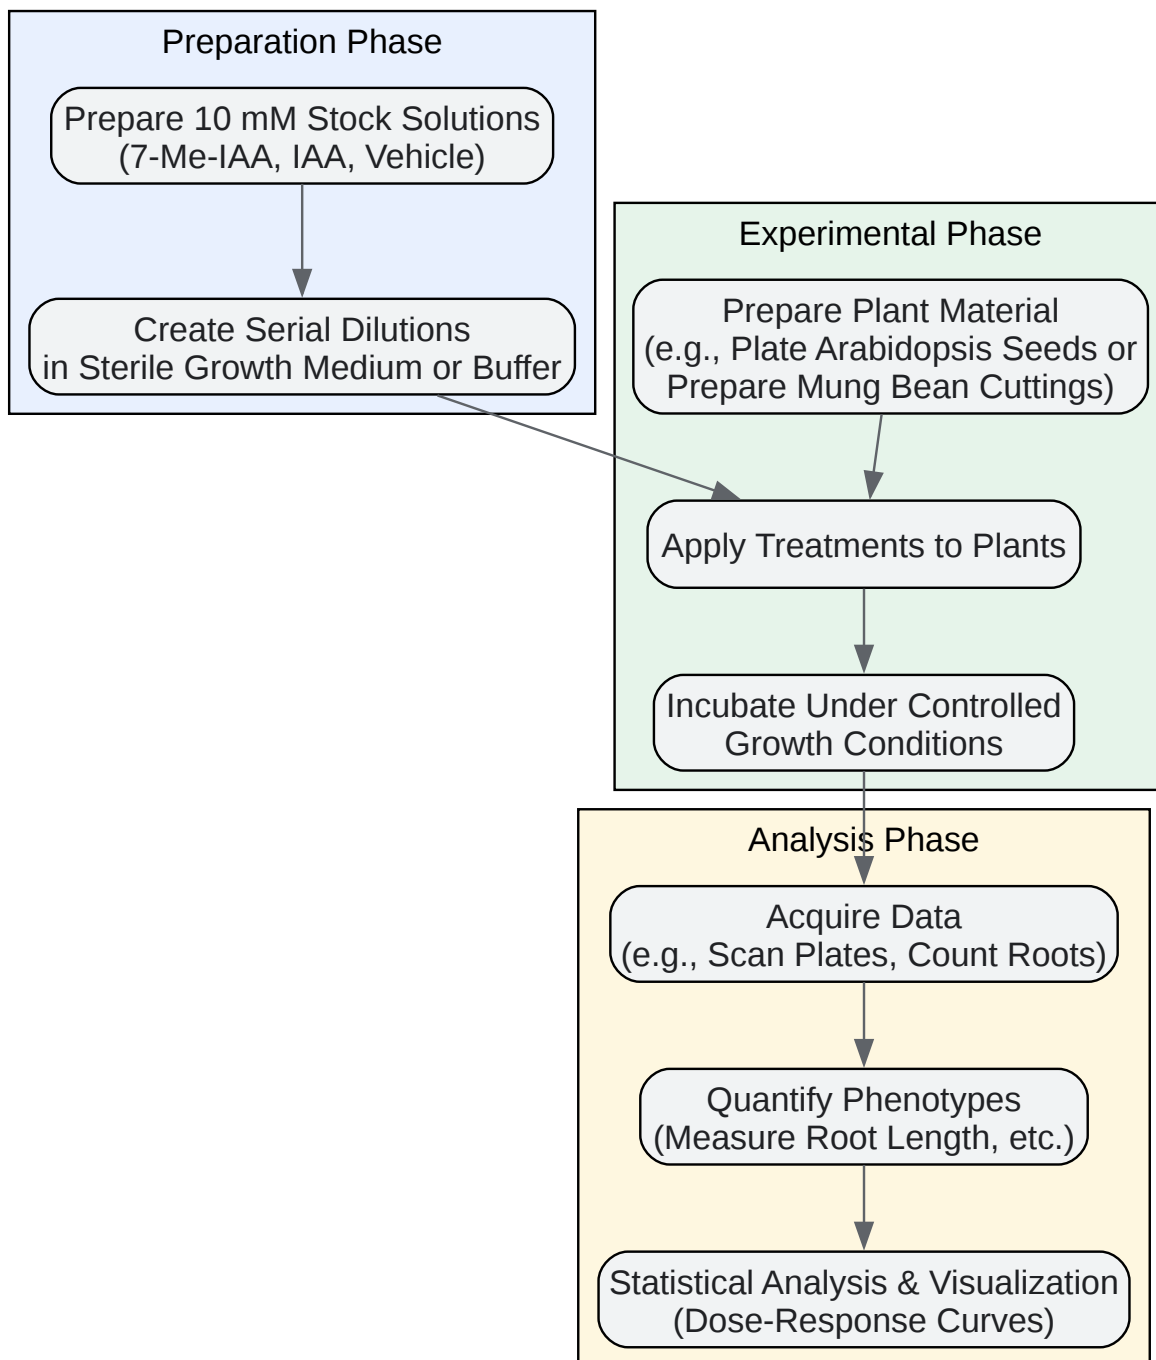 Preparation Phase
Prepare 10 mM Stock Solutions
(7-Me-IAA, IAA, Vehicle)
Create Serial Dilutions
in Sterile Growth Medium or Buffer
Experimental Phase
Prepare Plant Material
(e.g., Plate Arabidopsis Seeds or
Prepare Mung Bean Cuttings)
Apply Treatments to Plants
Incubate Under Controlled
Growth Conditions
Analysis Phase
Acquire Data
(e.g., Scan Plates, Count Roots)
Quantify Phenotypes
(Measure Root Length, etc.)
Statistical Analysis & Visualization
(Dose-Response Curves)